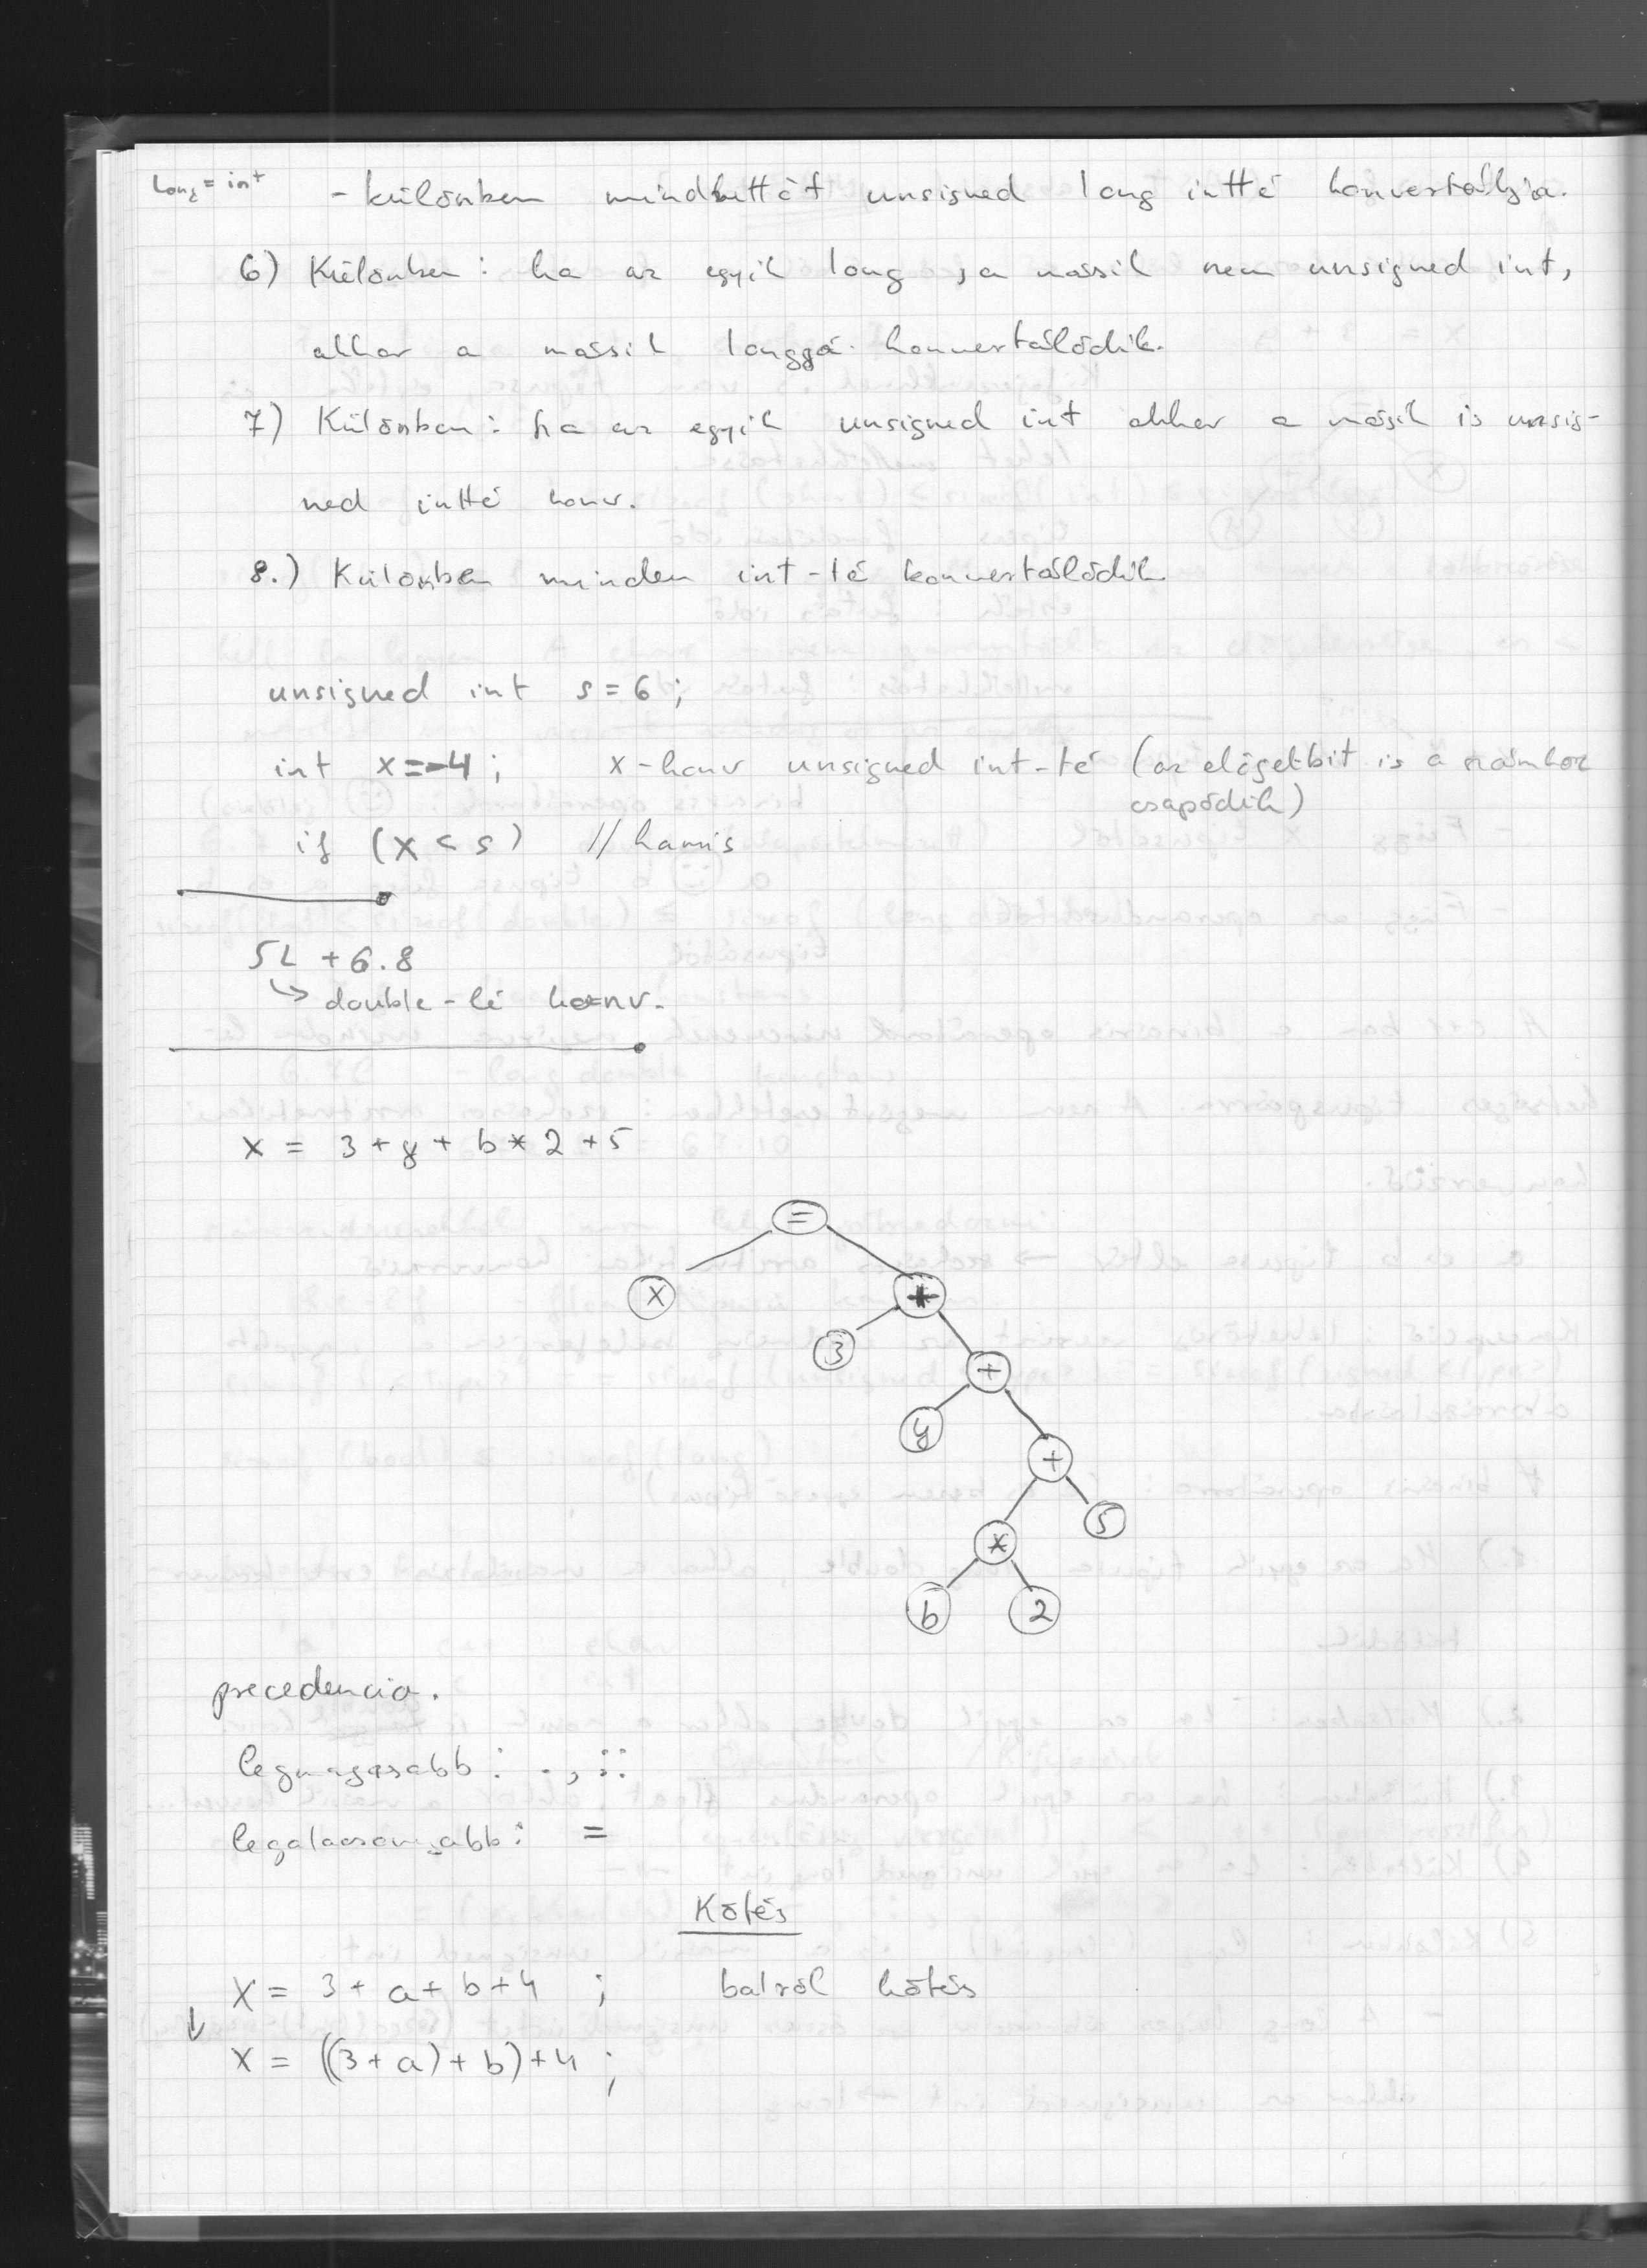 long = int
- különben mindkettőt unsigned long intté konvertálja.
6) Különben: ha az egyik long, a másik nem unsigned int,
akkor a másik longgá konvertálódik.
7) Különben: ha az egyik unsigned int akkor a másik is unsig-
ned intté konv.
8.) Különben minden int-té konvertálódik.
unsigned int s=6;
int x=-4; x-konv unsigned int-té (az előjelbit is a számhoz
csapódik)
if (x < s) // hamis
5L + 6.8
↳ double-lé konv.
x = 3 + y + b * 2 + 5
=
x +
3 +
y +
* 5
b 2
precedencia.
legmagasabb: ., ::
legalacsonyabb: =
Kötés
x = 3 + a + b + 4 ; balról kötés
↓
x = ((3 + a) + b) + 4 ;